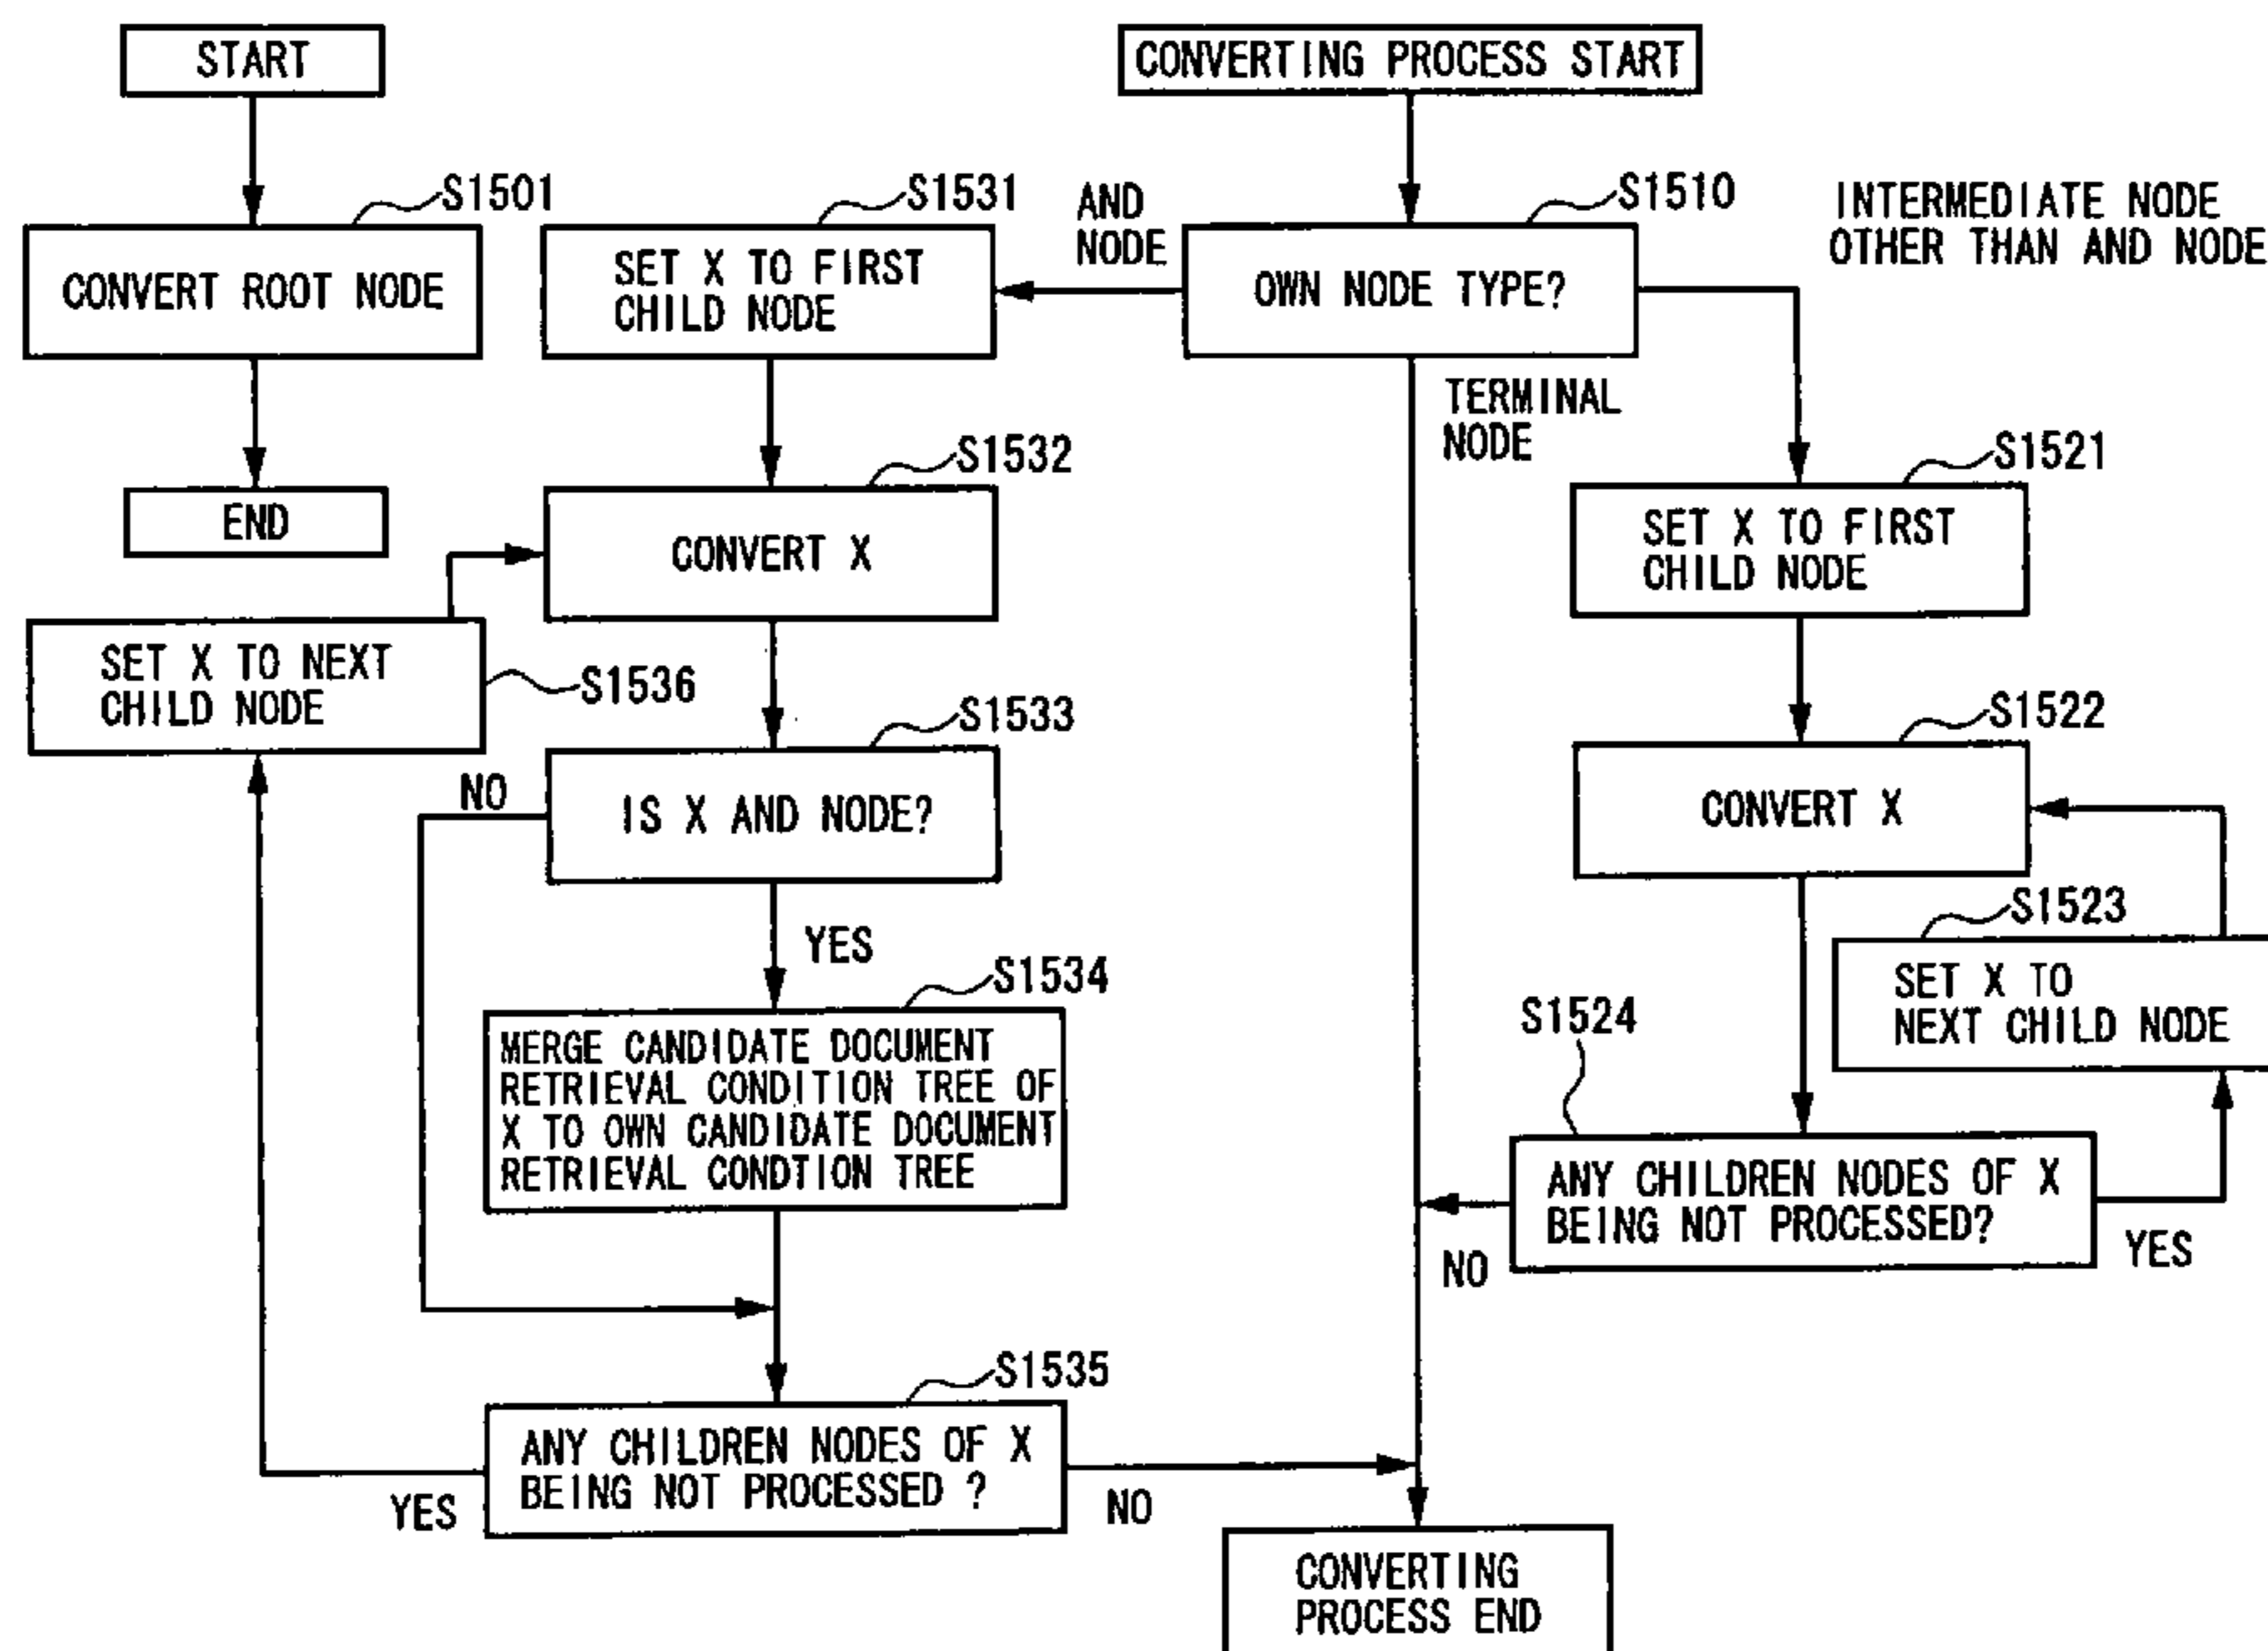 START
S1501
CONVERT ROOT NODE
END
CONVERTING PROCESS START
S1510
OWN NODE TYPE?
AND
NODE
INTERMEDIATE NODE
OTHER THAN AND NODE
TERMINAL
NODE
S1531
SET X TO FIRST
CHILD NODE
S1532
CONVERT X
SET X TO NEXT
CHILD NODE
S1536
S1533
IS X AND NODE?
NO
YES
S1534
MERGE CANDIDATE DOCUMENT
RETRIEVAL CONDITION TREE OF
X TO OWN CANDIDATE DOCUMENT
RETRIEVAL CONDTION TREE
S1535
ANY CHILDREN NODES OF X
BEING NOT PROCESSED ?
YES
NO
S1521
SET X TO FIRST
CHILD NODE
S1522
CONVERT X
S1523
SET X TO
NEXT CHILD NODE
S1524
ANY CHILDREN NODES OF X
BEING NOT PROCESSED?
NO
YES
CONVERTING
PROCESS END